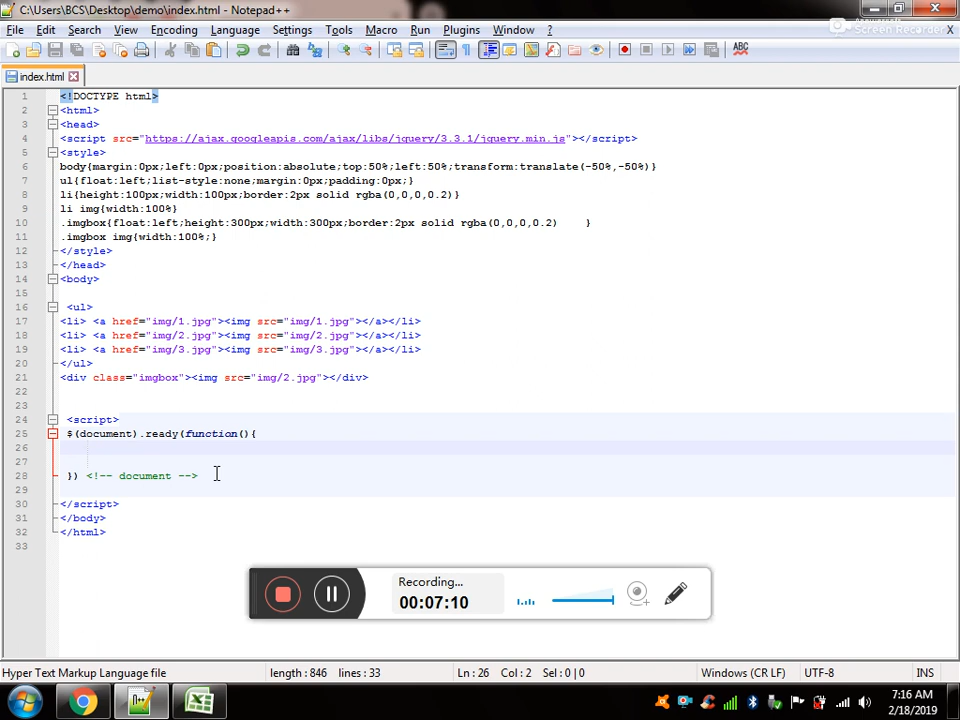 C:\Users\BCS\Desktop\demo\index.html - Notepad++
File Edit Search View Encoding Language Settings Tools Macro Run Plugins Window ? X
Screen Recorder
ABC
index.html
1 <!DOCTYPE html>
2 <html>
3 <head>
4 <script src="https://ajax.googleapis.com/ajax/libs/jquery/3.3.1/jquery.min.js"></script>
5 <style>
6 body{margin:0px;left:0px;position:absolute;top:50%;left:50%;transform:translate(-50%,-50%)}
7 ul{float:left;list-style:none;margin:0px;padding:0px;}
8 li{height:100px;width:100px;border:2px solid rgba(0,0,0,0.2)}
9 li img{width:100%}
10 .imgbox{float:left;height:300px;width:300px;border:2px solid rgba(0,0,0,0.2)    }
11 .imgbox img{width:100%;}
12 </style>
13 </head>
14 <body>
15
16 <ul>
17 <li> <a href="img/1.jpg"><img src="img/1.jpg"></a></li>
18 <li> <a href="img/2.jpg"><img src="img/2.jpg"></a></li>
19 <li> <a href="img/3.jpg"><img src="img/3.jpg"></a></li>
20 </ul>
21 <div class="imgbox"><img src="img/2.jpg"></div>
22
23
24 <script>
25 $(document).ready(function(){
26
27
28 }) <!-- document -->
29
30 </script>
31 </body>
32 </html>
33
Recording...
00:07:10
Hyper Text Markup Language file length : 846 lines : 33 Ln : 26 Col : 2 Sel : 0 | 0 Windows (CR LF) UTF-8 INS
7:16 AM
2/18/2019